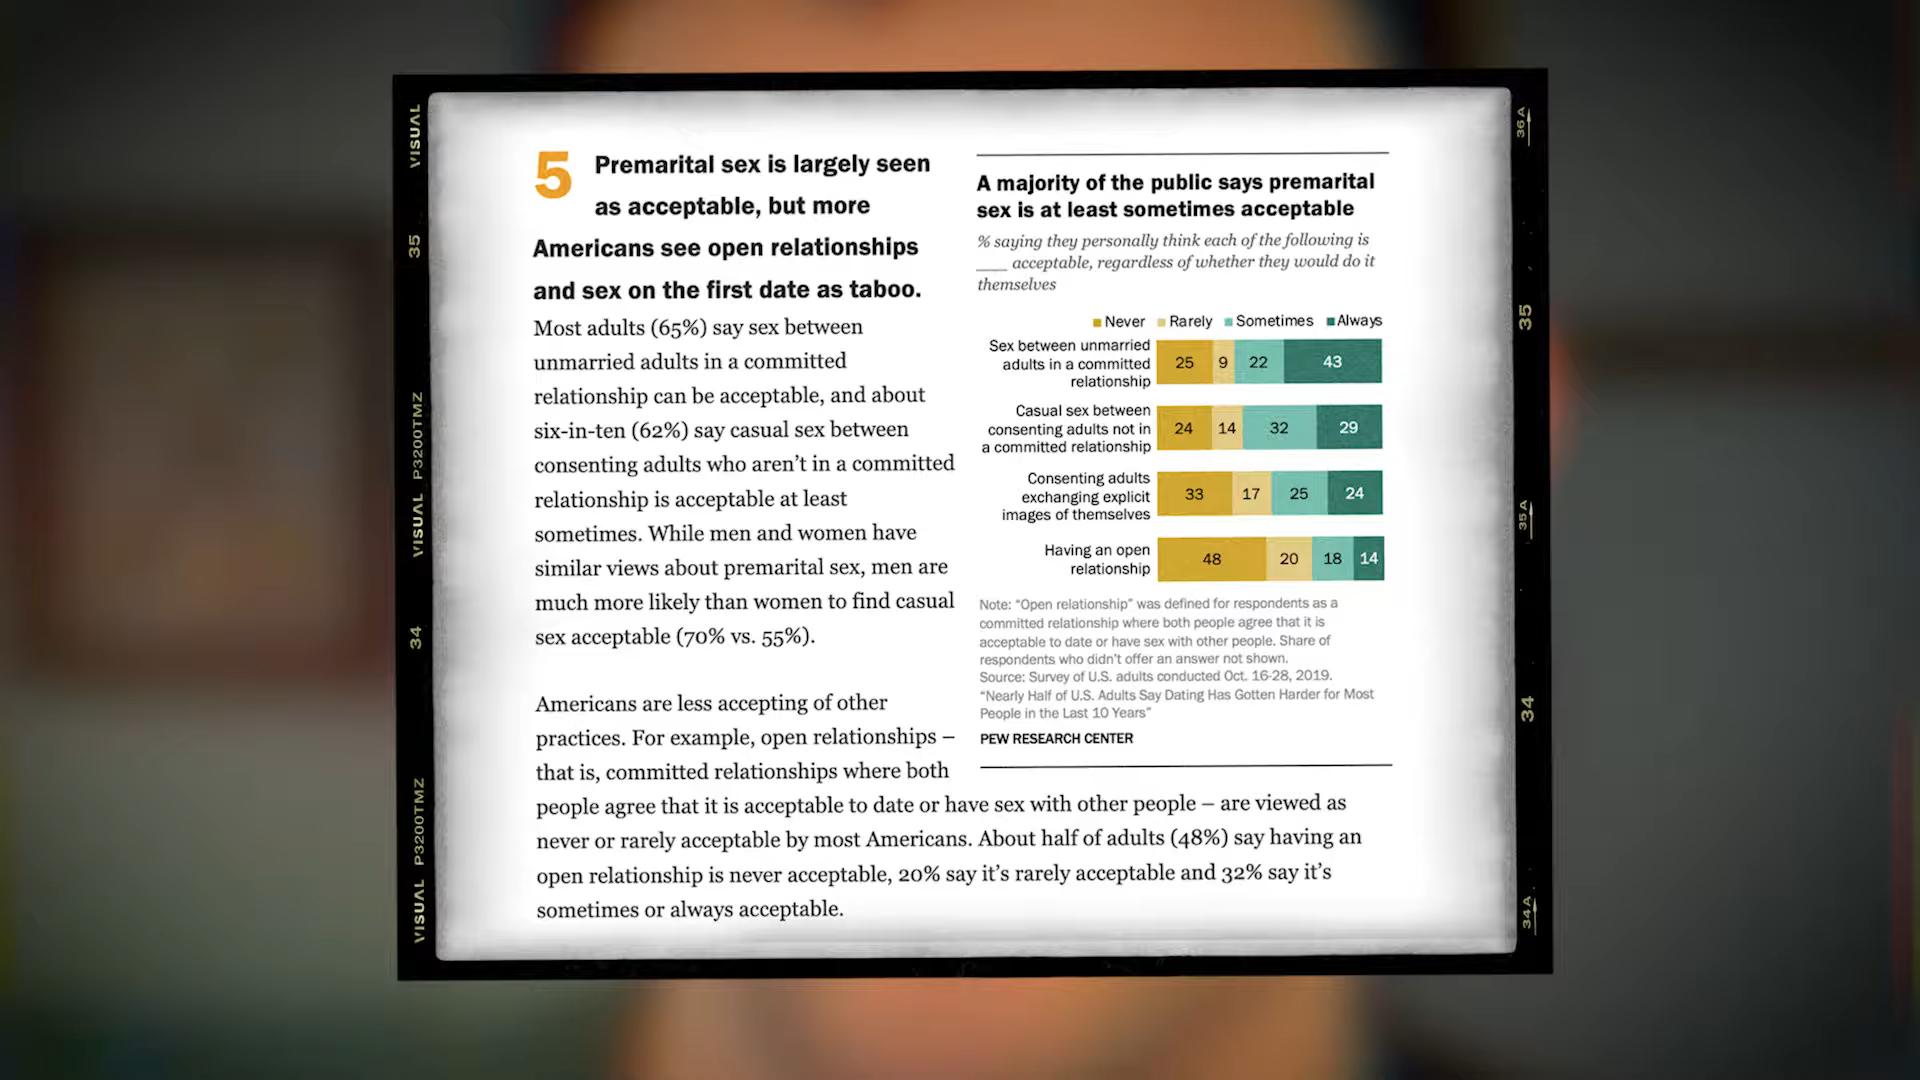 VISUAL
35
VISUAL P3200TMZ
34
VISUAL P3200TMZ
5 Premarital sex is largely seen
as acceptable, but more
Americans see open relationships
and sex on the first date as taboo.
Most adults (65%) say sex between
unmarried adults in a committed
relationship can be acceptable, and about
six-in-ten (62%) say casual sex between
consenting adults who aren’t in a committed
relationship is acceptable at least
sometimes. While men and women have
similar views about premarital sex, men are
much more likely than women to find casual
sex acceptable (70% vs. 55%).
Americans are less accepting of other
practices. For example, open relationships –
that is, committed relationships where both
people agree that it is acceptable to date or have sex with other people – are viewed as
never or rarely acceptable by most Americans. About half of adults (48%) say having an
open relationship is never acceptable, 20% say it’s rarely acceptable and 32% say it’s
sometimes or always acceptable.
A majority of the public says premarital
sex is at least sometimes acceptable
% saying they personally think each of the following is
___ acceptable, regardless of whether they would do it
themselves
Never Rarely Sometimes Always
Sex between unmarried
adults in a committed
relationship
25 9 22 43
Casual sex between
consenting adults not in
a committed relationship
24 14 32 29
Consenting adults
exchanging explicit
images of themselves
33 17 25 24
Having an open
relationship
48 20 18 14
Note: “Open relationship” was defined for respondents as a
committed relationship where both people agree that it is
acceptable to date or have sex with other people. Share of
respondents who didn’t offer an answer not shown.
Source: Survey of U.S. adults conducted Oct. 16-28, 2019.
“Nearly Half of U.S. Adults Say Dating Has Gotten Harder for Most
People in the Last 10 Years”
PEW RESEARCH CENTER
36A
35
35A
34
34A